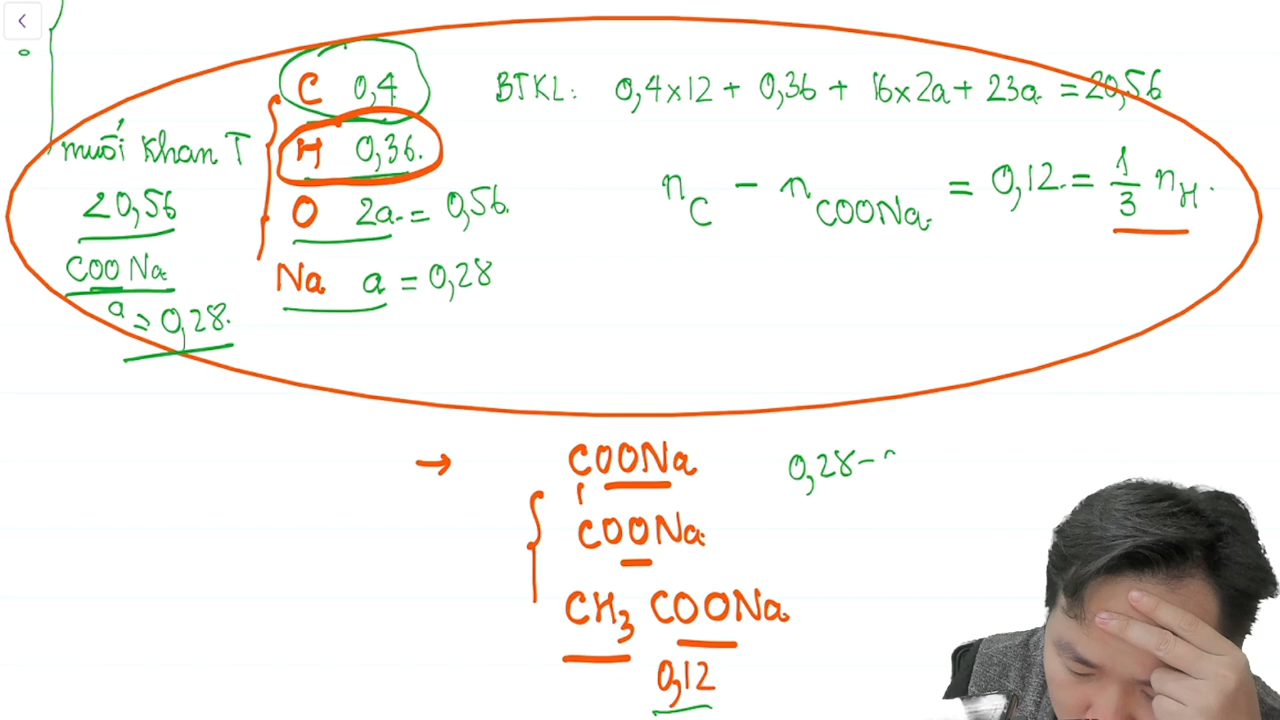 C 0,4
BTKL: 0,4×12 + 0,36 + 16×2a + 23a = 20,56
muối khan T
H 0,36.
20,56
O 2a = 0,56.
n_C − n_COONa = 0,12 = 1/3 n_H.
COONa
Na a = 0,28
a = 0,28.
→ COONa
0,28−
COONa
CH3COONa
0,12